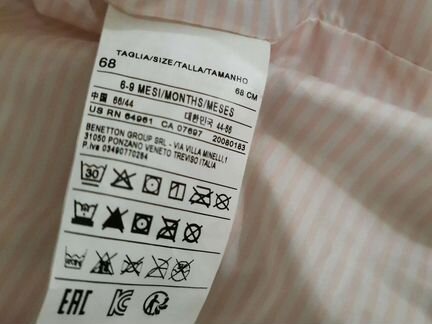 TAGLIA/SIZE/TALLA/TAMANHO
68 68 CM
6-9 MESI/MONTHS/MESES
中国 66/44 대한민국 44-66
US RN 64961 CA 07697 20080183
BENETTON GROUP SRL - VIA VILLA MINELLI,1
31050 PONZANO VENETO TREVISO ITALIA
P.Iva 03490770264
30
EAC